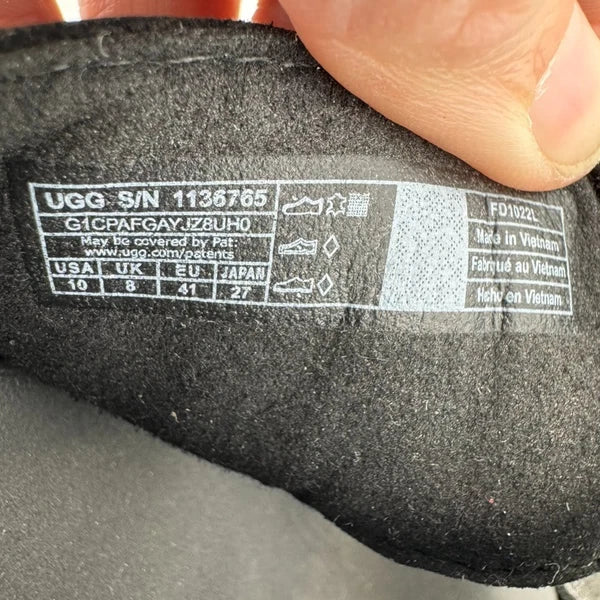 UGG S/N 1136765
G1CPAFGAYJZ8UH0
May be covered by Pat:
www.ugg.com/patents
USA UK EU JAPAN
10 8 41 27
FD1022L
Made in Vietnam
Fabriqué au Vietnam
Hecho en Vietnam